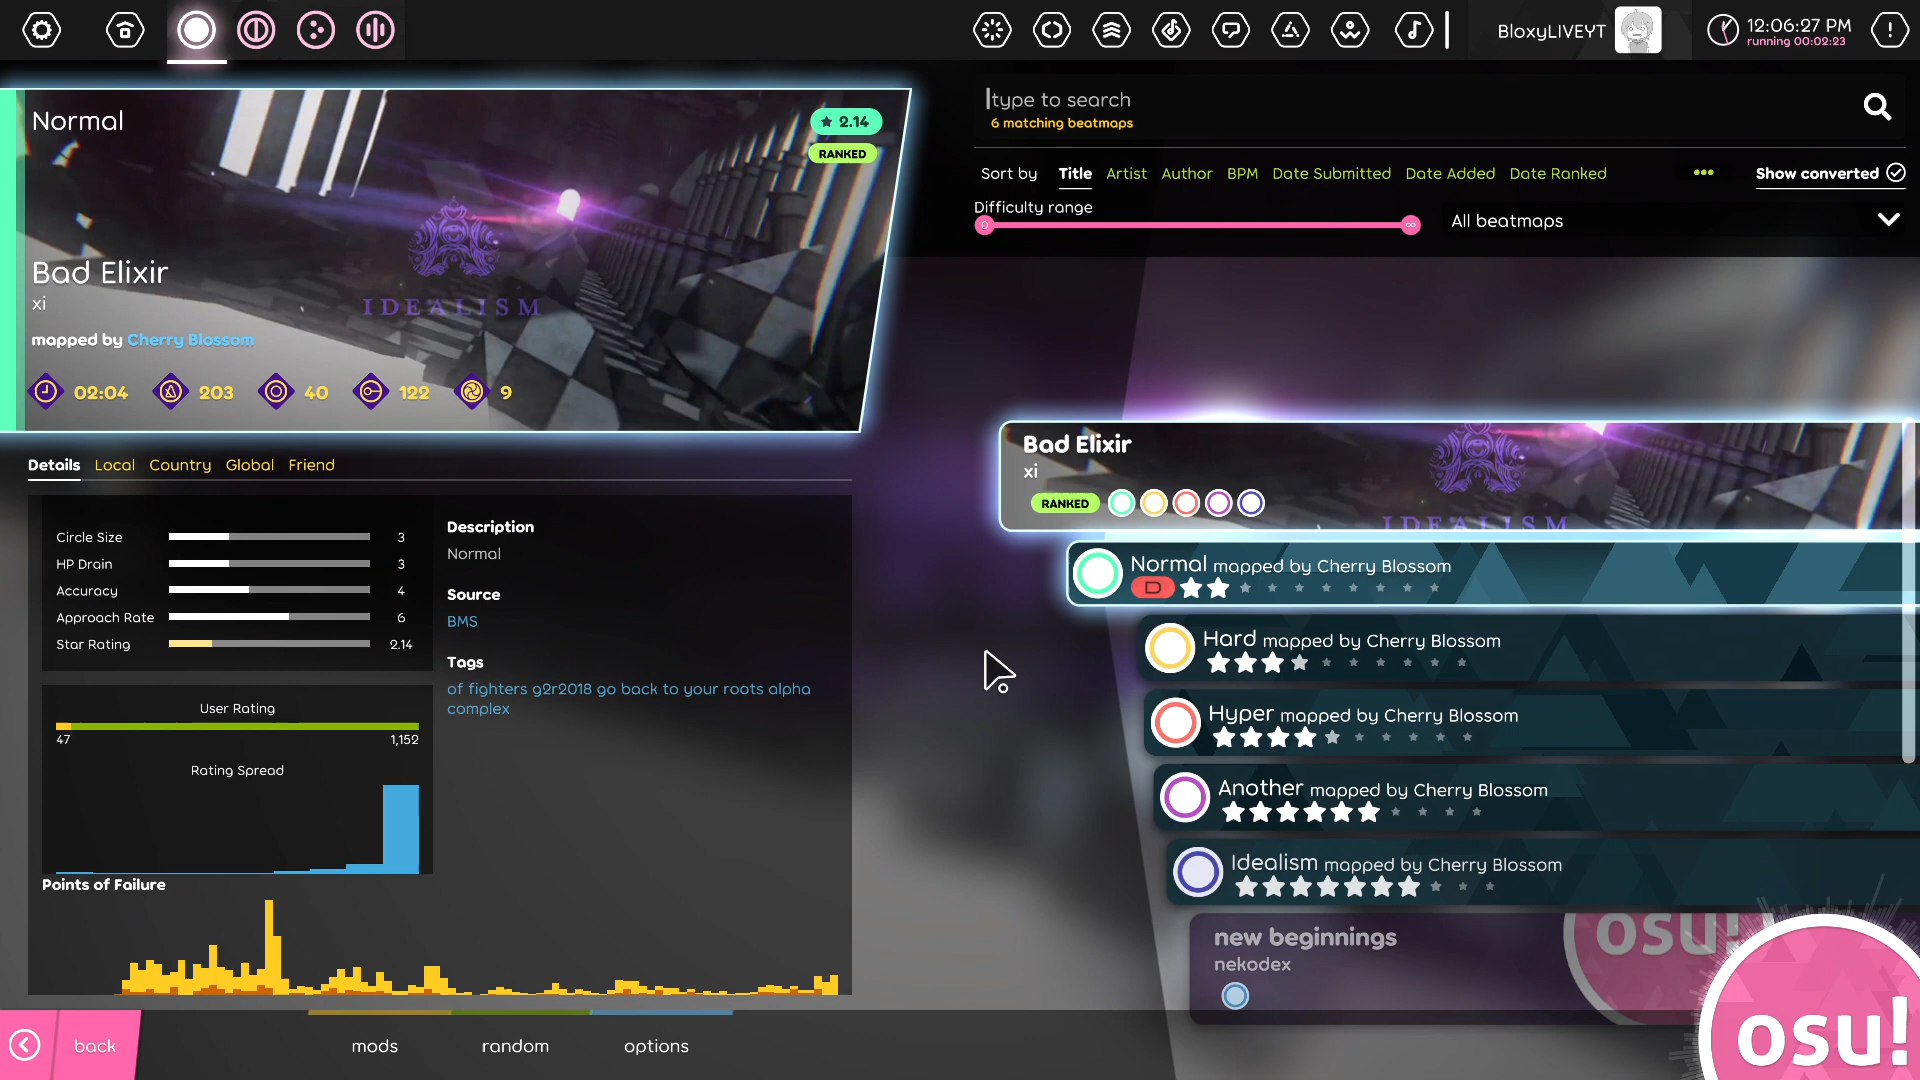 BloxyLIVEYT
12:06:27 PM
running 00:02:23
Normal
2.14
RANKED
IDEALISM
Bad Elixir
xi
mapped by Cherry Blossom
02:04 203 40 122 9
type to search
6 matching beatmaps
Sort by Title Artist Author BPM Date Submitted Date Added Date Ranked ••• Show converted
Difficulty range
0 ∞
All beatmaps
Details Local Country Global Friend
Circle Size 3
HP Drain 3
Accuracy 4
Approach Rate 6
Star Rating 2.14
User Rating
47 1,152
Rating Spread
Points of Failure
Description
Normal
Source
BMS
Tags
of fighters g2r2018 go back to your roots alpha
complex
Bad Elixir
xi
RANKED
IDEALISM
Normal mapped by Cherry Blossom
D
Hard mapped by Cherry Blossom
Hyper mapped by Cherry Blossom
Another mapped by Cherry Blossom
Idealism mapped by Cherry Blossom
new beginnings
nekodex
osu!
back
mods
random
options
osu!